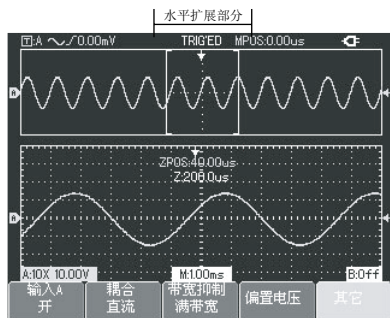 水平扩展部分
T:A 0.00mV TRIG'ED MPOS:0.00us
A
ZPOS:40.00us
Z:200.0us
A
A:10X 10.00V M:1.00ms B:Off
输入A 耦合 带宽抑制 偏置电压 其它
开 直流 满带宽